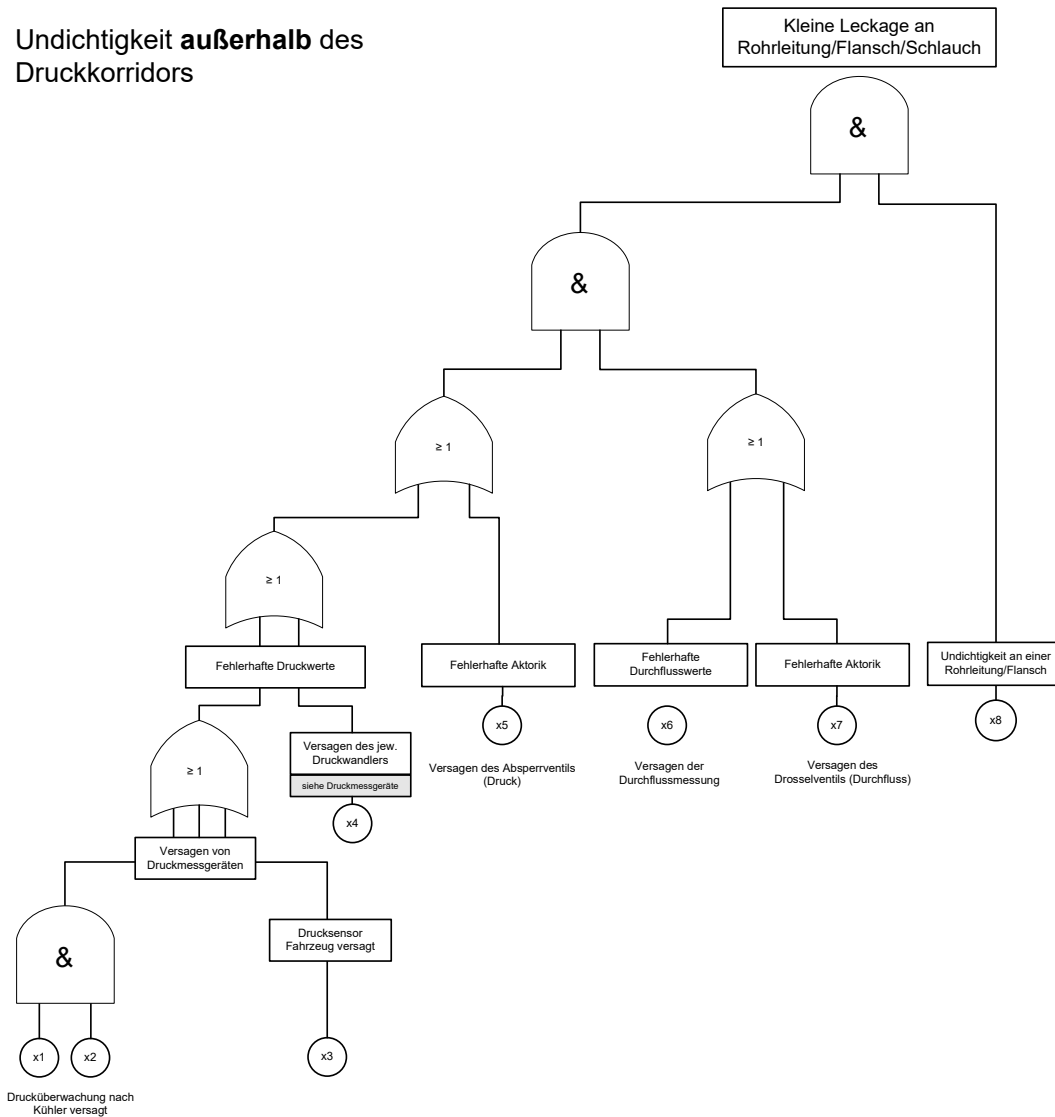 Undichtigkeit außerhalb des
Druckkorridors
Kleine Leckage an
Rohrleitung/Flansch/Schlauch
&
&
≥ 1
≥ 1
≥ 1
Fehlerhafte Druckwerte
Fehlerhafte Aktorik
Fehlerhafte
Durchflusswerte
Fehlerhafte Aktorik
Undichtigkeit an einer
Rohrleitung/Flansch
x5
x6
x7
x8
Versagen des Absperrventils
(Druck)
Versagen der
Durchflussmessung
Versagen des
Drosselventils (Durchfluss)
≥ 1
Versagen des jew.
Druckwandlers
siehe Druckmessgeräte
x4
Versagen von
Druckmessgeräten
&
Drucksensor
Fahrzeug versagt
x1
x2
x3
Drucküberwachung nach
Kühler versagt